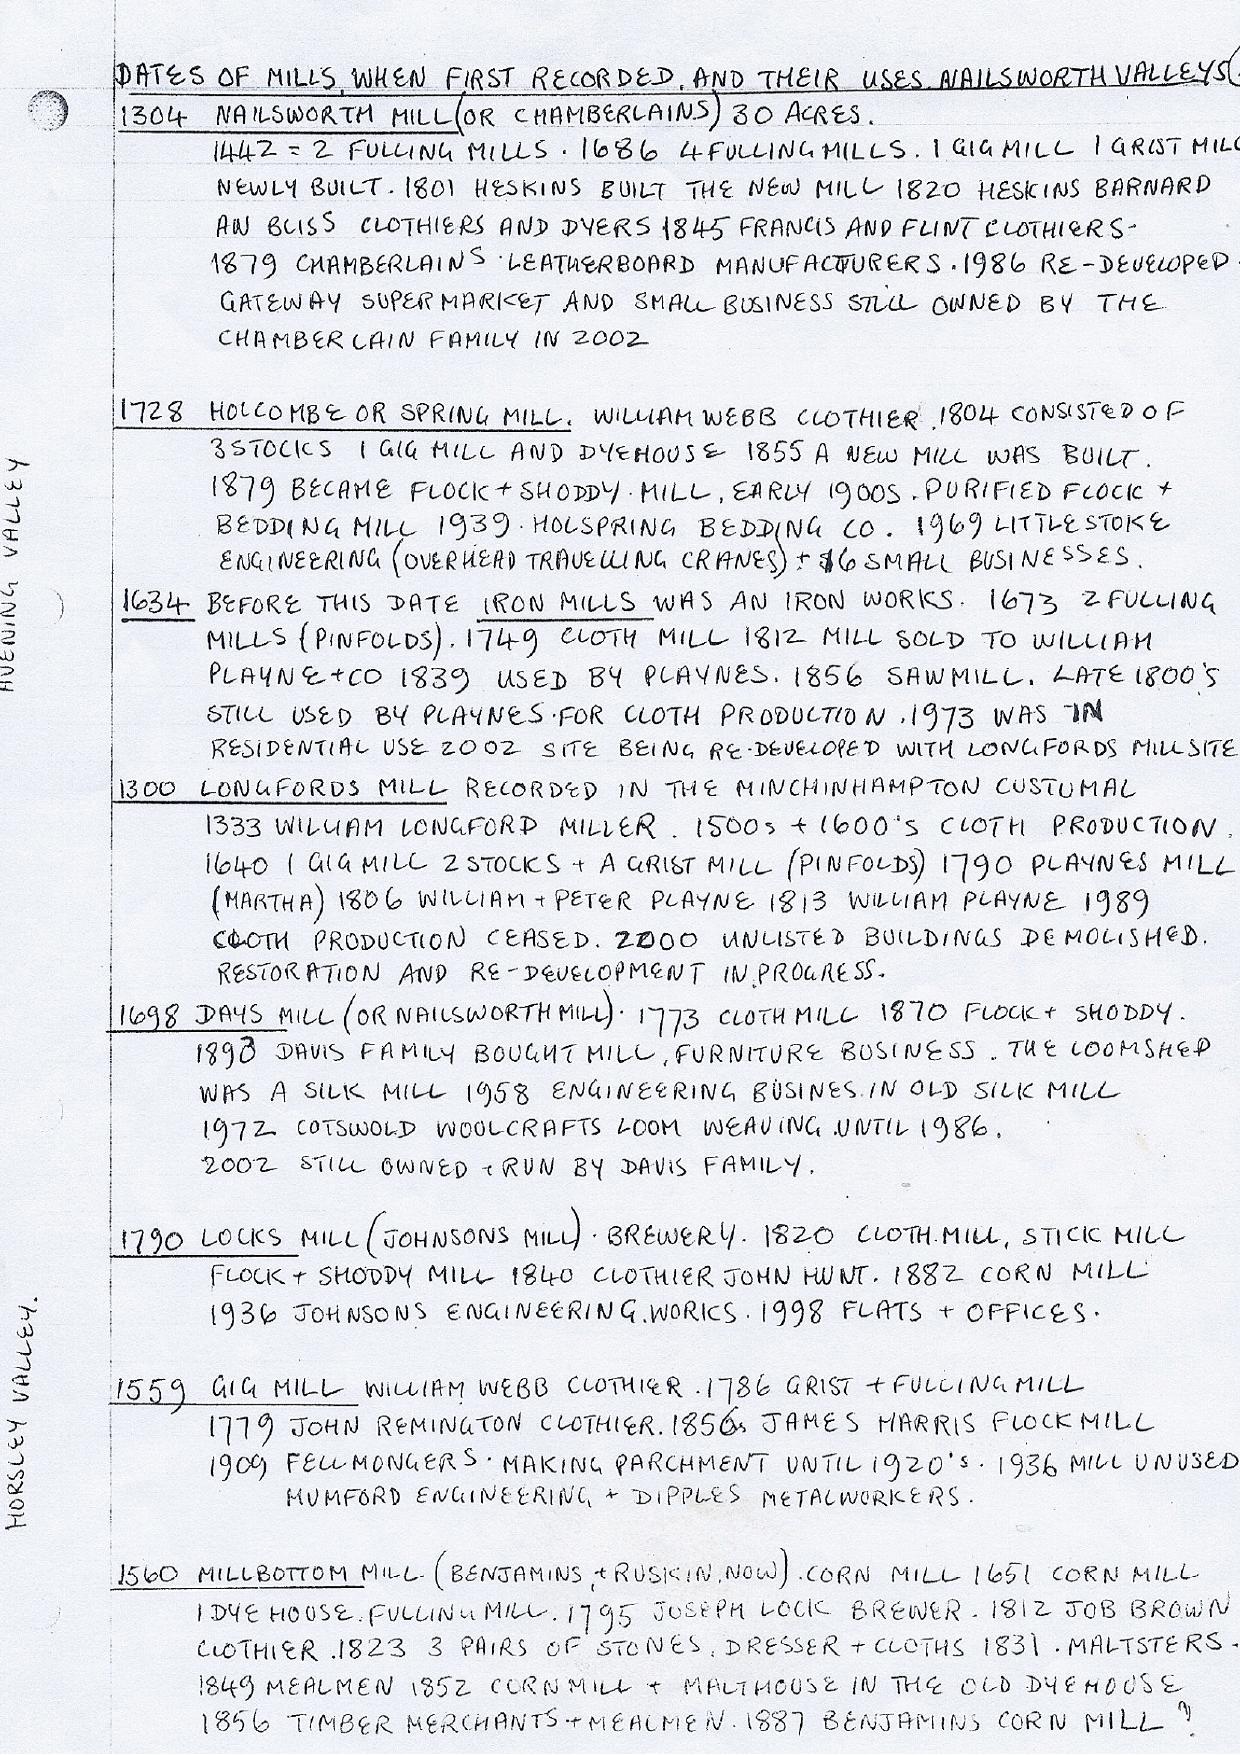 DATES OF MILLS, WHEN FIRST RECORDED, AND THEIR USES. NAILSWORTH VALLEYS(
1304 NAILSWORTH MILL (OR CHAMBERLAINS) 30 ACRES.
1442 = 2 FULLING MILLS. 1686 4 FULLING MILLS. 1 GIG MILL 1 GRIST MILL
NEWLY BUILT. 1801 HESKINS BUILT THE NEW MILL 1820 HESKINS BARNARD
AN BLISS CLOTHIERS AND DYERS 1845 FRANCIS AND FLINT CLOTHIERS-
1879 CHAMBERLAINS. LEATHERBOARD MANUFACTURERS. 1986 RE-DEVELOPED.
GATEWAY SUPERMARKET AND SMALL BUSINESS STILL OWNED BY THE
CHAMBERLAIN FAMILY IN 2002
AVENING VALLEY
1728 HOLCOMBE OR SPRING MILL. WILLIAM WEBB CLOTHIER. 1804 CONSISTED OF
3 STOCKS 1 GIG MILL AND DYEHOUSE 1855 A NEW MILL WAS BUILT.
1879 BECAME FLOCK + SHODDY. MILL, EARLY 1900S. PURIFIED FLOCK +
BEDDING MILL 1939. HOLSPRING BEDDING CO. 1969 LITTLESTOKE
ENGINEERING (OVERHEAD TRAVELLING CRANES) + 6 SMALL BUSINESSES.
1634 BEFORE THIS DATE IRON MILLS WAS AN IRON WORKS. 1673 2 FULLING
MILLS (PINFOLDS). 1749 CLOTH MILL 1812 MILL SOLD TO WILLIAM
PLAYNE + CO 1839 USED BY PLAYNES. 1856 SAWMILL. LATE 1800'S
STILL USED BY PLAYNES. FOR CLOTH PRODUCTION. 1973 WAS IN
RESIDENTIAL USE 2002 SITE BEING RE-DEVELOPED WITH LONGFORDS MILL SITE
1300 LONGFORDS MILL RECORDED IN THE MINCHINHAMPTON CUSTUMAL
1333 WILLIAM LONGFORD MILLER. 1500s + 1600'S CLOTH PRODUCTION.
1640 1 GIG MILL 2 STOCKS + A GRIST MILL (PINFOLDS) 1790 PLAYNES MILL
(MARTHA) 1806 WILLIAM + PETER PLAYNE 1813 WILLIAM PLAYNE 1989
CLOTH PRODUCTION CEASED. 2000 UNLISTED BUILDINGS DEMOLISHED.
RESTORATION AND RE-DEVELOPMENT IN PROGRESS.
1698 DAYS MILL (OR NAILSWORTH MILL). 1773 CLOTH MILL 1870 FLOCK + SHODDY.
1893 DAVIS FAMILY BOUGHT MILL, FURNITURE BUSINESS. THE LOOMSHED
WAS A SILK MILL 1958 ENGINEERING BUSINES. IN OLD SILK MILL
1972 COTSWOLD WOOLCRAFTS LOOM WEAVING UNTIL 1986.
2002 STILL OWNED + RUN BY DAVIS FAMILY.
HORSLEY VALLEY.
1790 LOCKS MILL (JOHNSONS MILL). BREWERY. 1820 CLOTH MILL, STICK MILL
FLOCK + SHODDY MILL 1840 CLOTHIER JOHN HUNT. 1882 CORN MILL
1936 JOHNSONS ENGINEERING WORKS. 1998 FLATS + OFFICES.
1559 GIG MILL WILLIAM WEBB CLOTHIER. 1786 GRIST + FULLING MILL
1779 JOHN REMINGTON CLOTHIER. 1856s JAMES HARRIS FLOCK MILL
1909 FELLMONGERS. MAKING PARCHMENT UNTIL 1920's. 1936 MILL UNUSED
MUMFORD ENGINEERING + DIPPLES METALWORKERS.
1560 MILLBOTTOM MILL (BENJAMINS, + RUSKIN, NOW). CORN MILL 1651 CORN MILL
1 DYEHOUSE. FULLING MILL. 1795 JOSEPH LOCK BREWER. 1812 JOB BROWN
CLOTHIER. 1823 3 PAIRS OF STONES, DRESSER + CLOTHS 1831. MALTSTERS.
1849 MEALMEN 1852 CORN MILL + MALTHOUSE IN THE OLD DYEHOUSE
1856 TIMBER MERCHANTS + MEALMEN. 1887 BENJAMINS CORN MILL ?